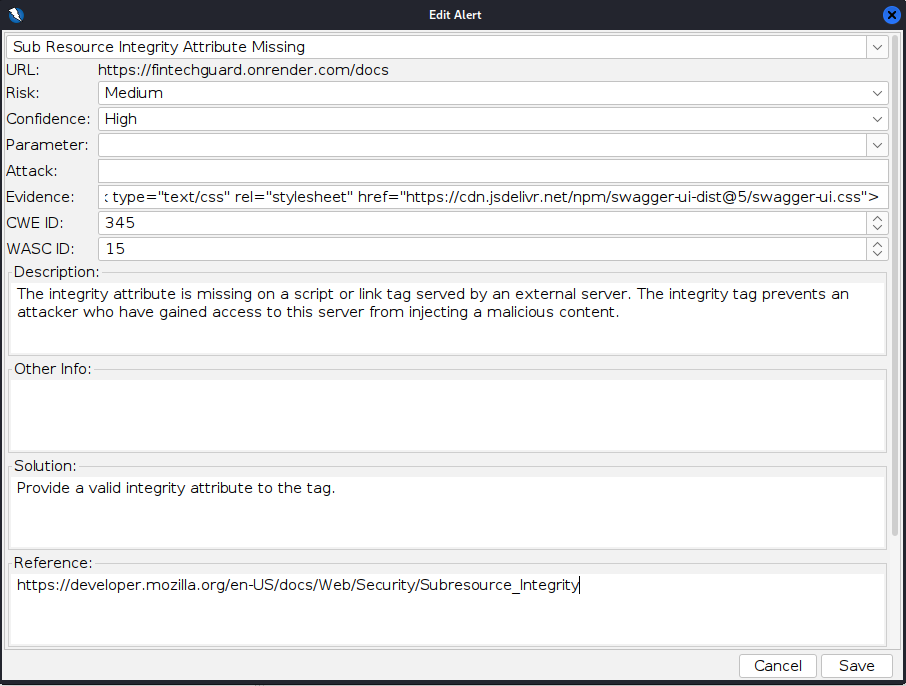 Edit Alert
Sub Resource Integrity Attribute Missing
URL: https://fintechguard.onrender.com/docs
Risk: Medium
Confidence: High
Parameter:
Attack:
Evidence: type="text/css" rel="stylesheet" href="https://cdn.jsdelivr.net/npm/swagger-ui-dist@5/swagger-ui.css">
CWE ID: 345
WASC ID: 15
Description:
The integrity attribute is missing on a script or link tag served by an external server. The integrity tag prevents an
attacker who have gained access to this server from injecting a malicious content.
Other Info:
Solution:
Provide a valid integrity attribute to the tag.
Reference:
https://developer.mozilla.org/en-US/docs/Web/Security/Subresource_Integrity
Cancel Save